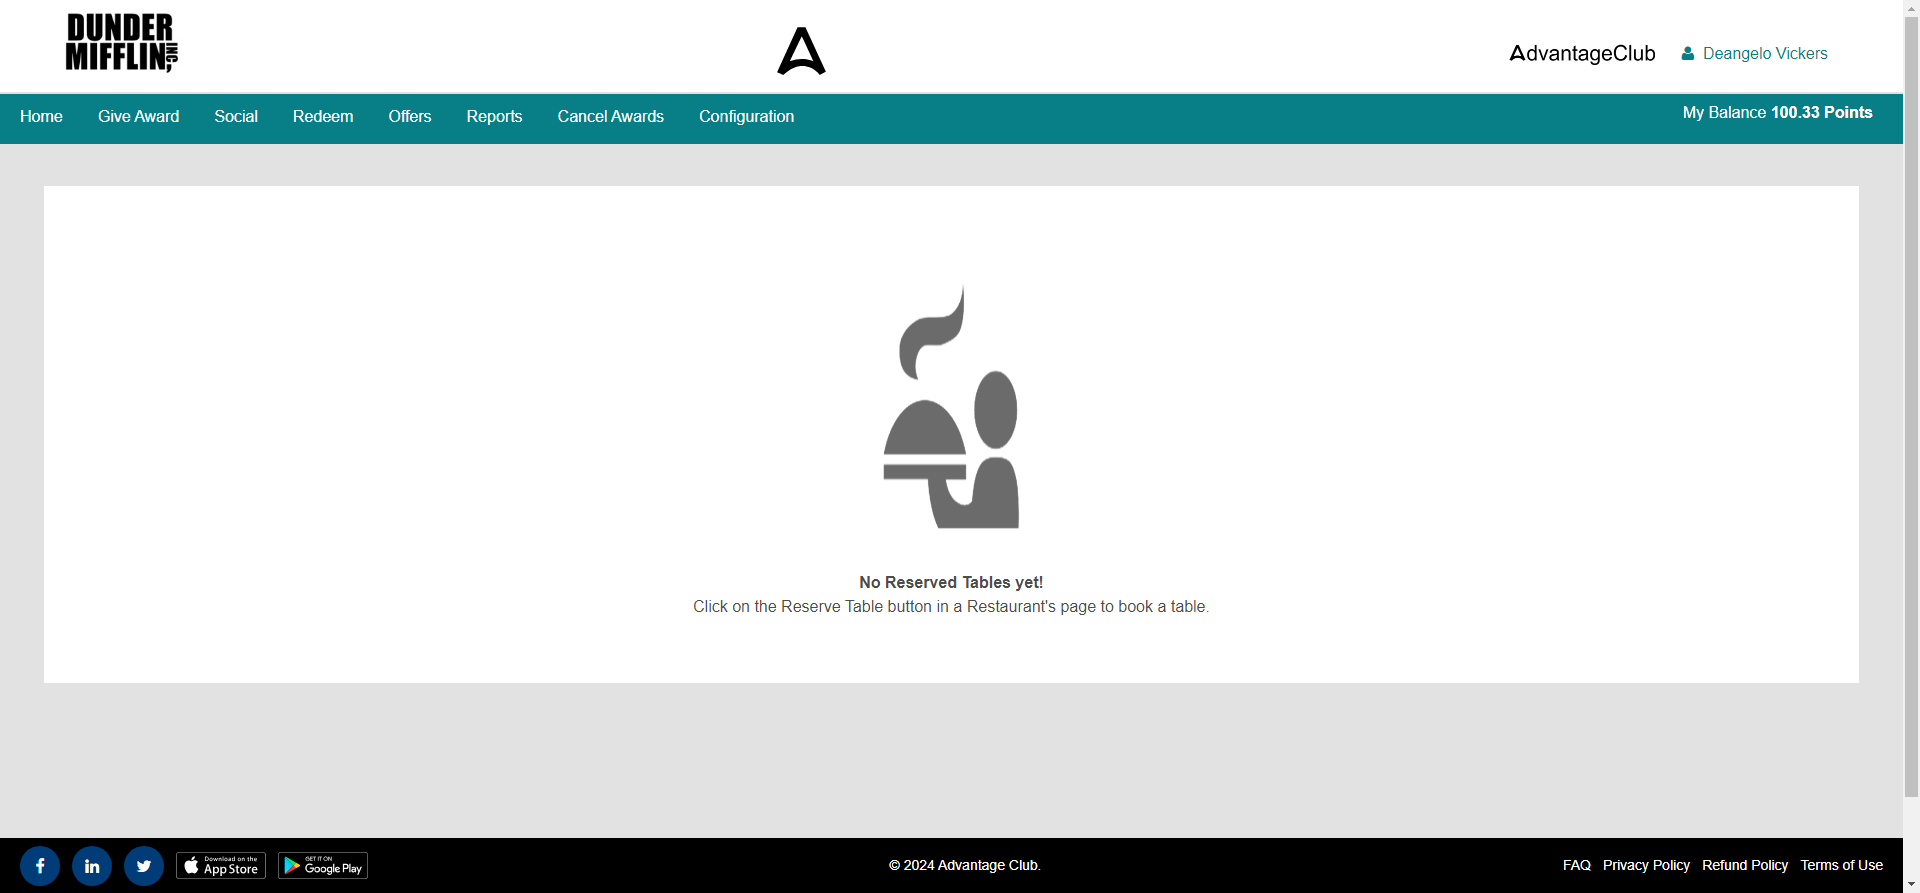 DUNDER
MIFFLIN, INC
AdvantageClub
Deangelo Vickers
Home
Give Award
Social
Redeem
Offers
Reports
Cancel Awards
Configuration
My Balance 100.33 Points
No Reserved Tables yet!
Click on the Reserve Table button in a Restaurant's page to book a table.
Download on the
App Store
GET IT ON
Google Play
© 2024 Advantage Club.
FAQ
Privacy Policy
Refund Policy
Terms of Use